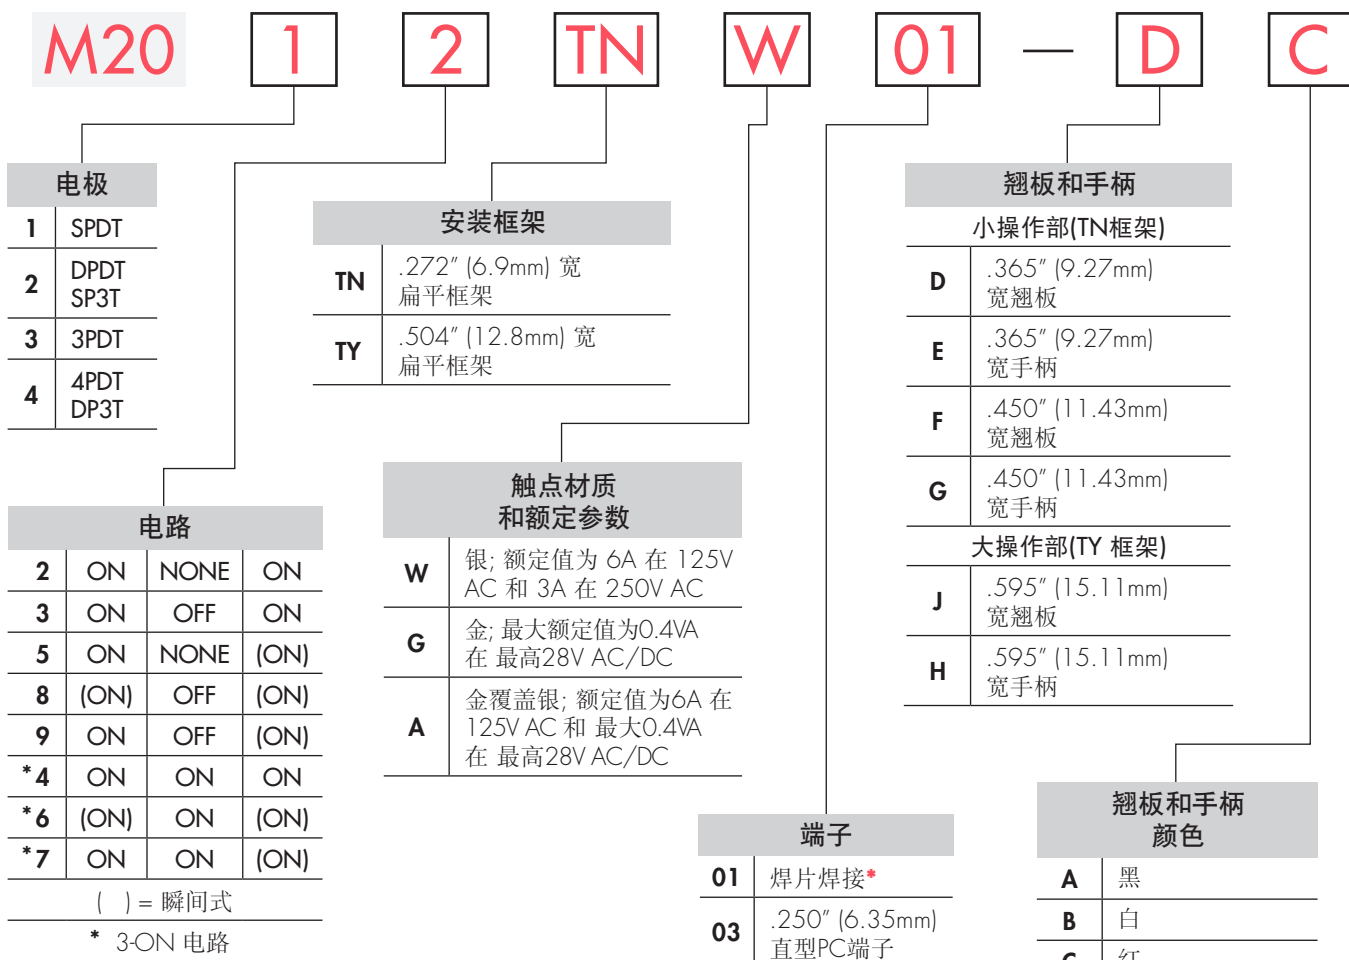 M20 1 2 TN W 01 — D C
电极
1 SPDT
2 DPDT
SP3T
3 3PDT
4 4PDT
DP3T
安装框架
TN .272" (6.9mm) 宽
扁平框架
TY .504" (12.8mm) 宽
扁平框架
翘板和手柄
小操作部(TN框架)
D .365" (9.27mm)
宽翘板
E .365" (9.27mm)
宽手柄
F .450" (11.43mm)
宽翘板
G .450" (11.43mm)
宽手柄
大操作部(TY 框架)
J .595" (15.11mm)
宽翘板
H .595" (15.11mm)
宽手柄
电路
2 ON NONE ON
3 ON OFF ON
5 ON NONE (ON)
8 (ON) OFF (ON)
9 ON OFF (ON)
*4 ON ON ON
*6 (ON) ON (ON)
*7 ON ON (ON)
( ) = 瞬间式
* 3-ON 电路
触点材质
和额定参数
W 银; 额定值为 6A 在 125V
AC 和 3A 在 250V AC
G 金; 最大额定值为0.4VA
在 最高28V AC/DC
A 金覆盖银; 额定值为6A 在
125V AC 和 最大0.4VA
在 最高28V AC/DC
端子
01 焊片焊接*
03 .250" (6.35mm)
直型PC端子
翘板和手柄
颜色
A 黑
B 白
C 红